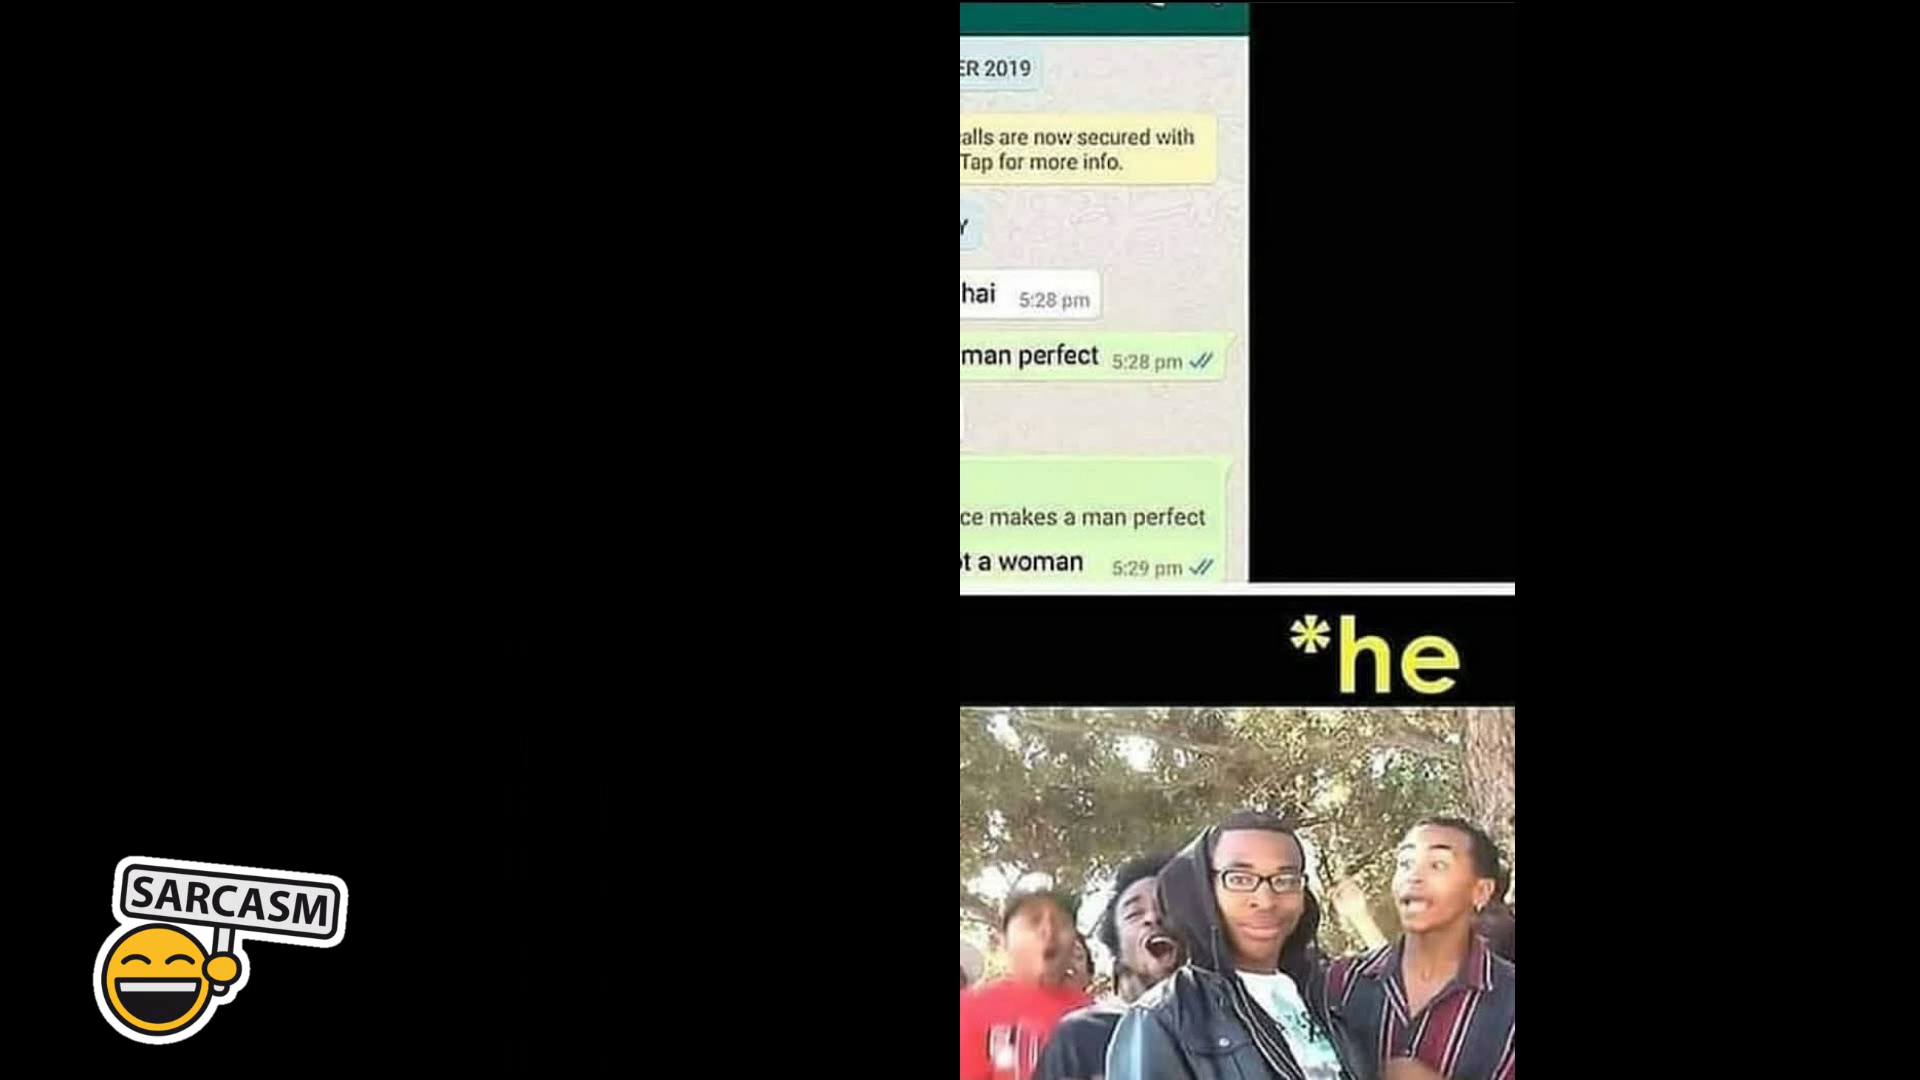 ER 2019
alls are now secured with
Tap for more info.
Y
hai 5:28 pm
man perfect 5:28 pm
ce makes a man perfect
t a woman 5:29 pm
*he
SARCASM